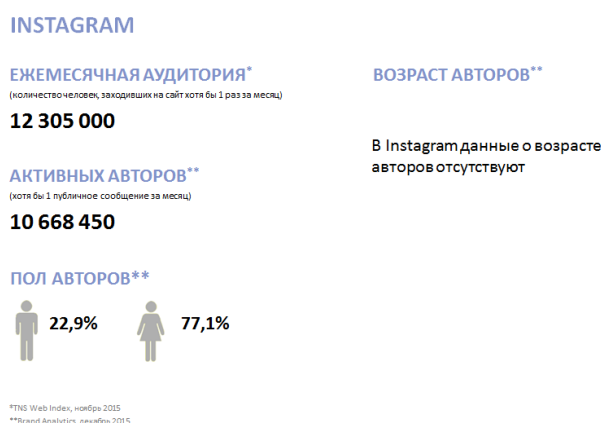 INSTAGRAM
ЕЖЕМЕСЯЧНАЯ АУДИТОРИЯ*
(количество человек, заходивших на сайт хотя бы 1 раз за месяц)
12 305 000
АКТИВНЫХ АВТОРОВ**
(хотя бы 1 публичное сообщение за месяц)
10 668 450
ПОЛ АВТОРОВ**
22,9% 77,1%
ВОЗРАСТ АВТОРОВ**
В Instagram данные о возрасте
авторов отсутствуют
*TNS Web Index, ноябрь 2015
**Brand Analytics, декабрь 2015